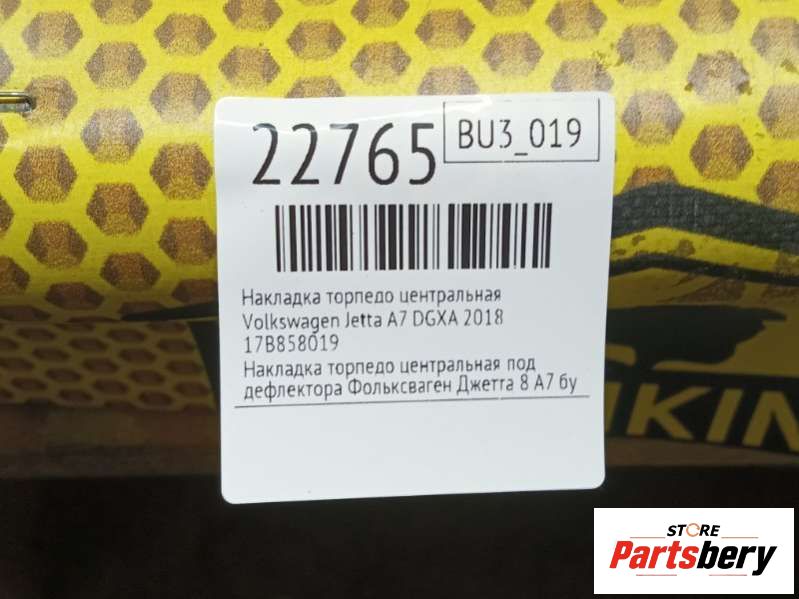 22765
BU3_019
Накладка торпедо центральная
Volkswagen Jetta A7 DGXA 2018
17B858019
Накладка торпедо центральная под
дефлектора Фольксваген Джетта 8 А7 бу
IKIN
STORE
Partsbery